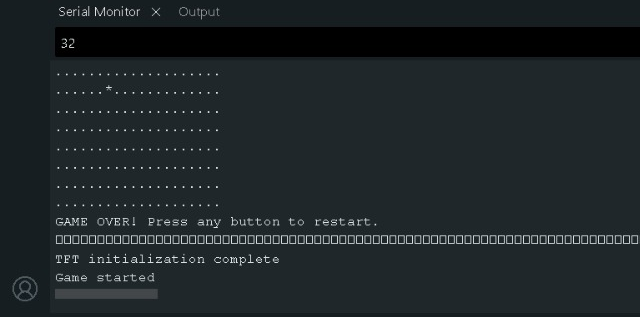 Serial Monitor × Output
32
....................
......*.............
....................
....................
....................
....................
....................
....................
GAME OVER! Press any button to restart.
TFT initialization complete
Game started